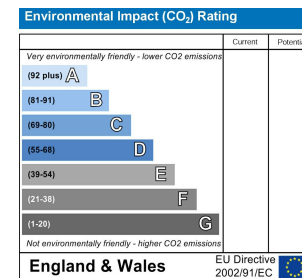 Environmental Impact (CO₂) Rating
Current Potentia
Very environmentally friendly - lower CO2 emissions
(92 plus) A
(81-91) B
(69-80) C
(55-68) D
(39-54) E
(21-38) F
(1-20) G
Not environmentally friendly - higher CO2 emissions
England & Wales
EU Directive
2002/91/EC